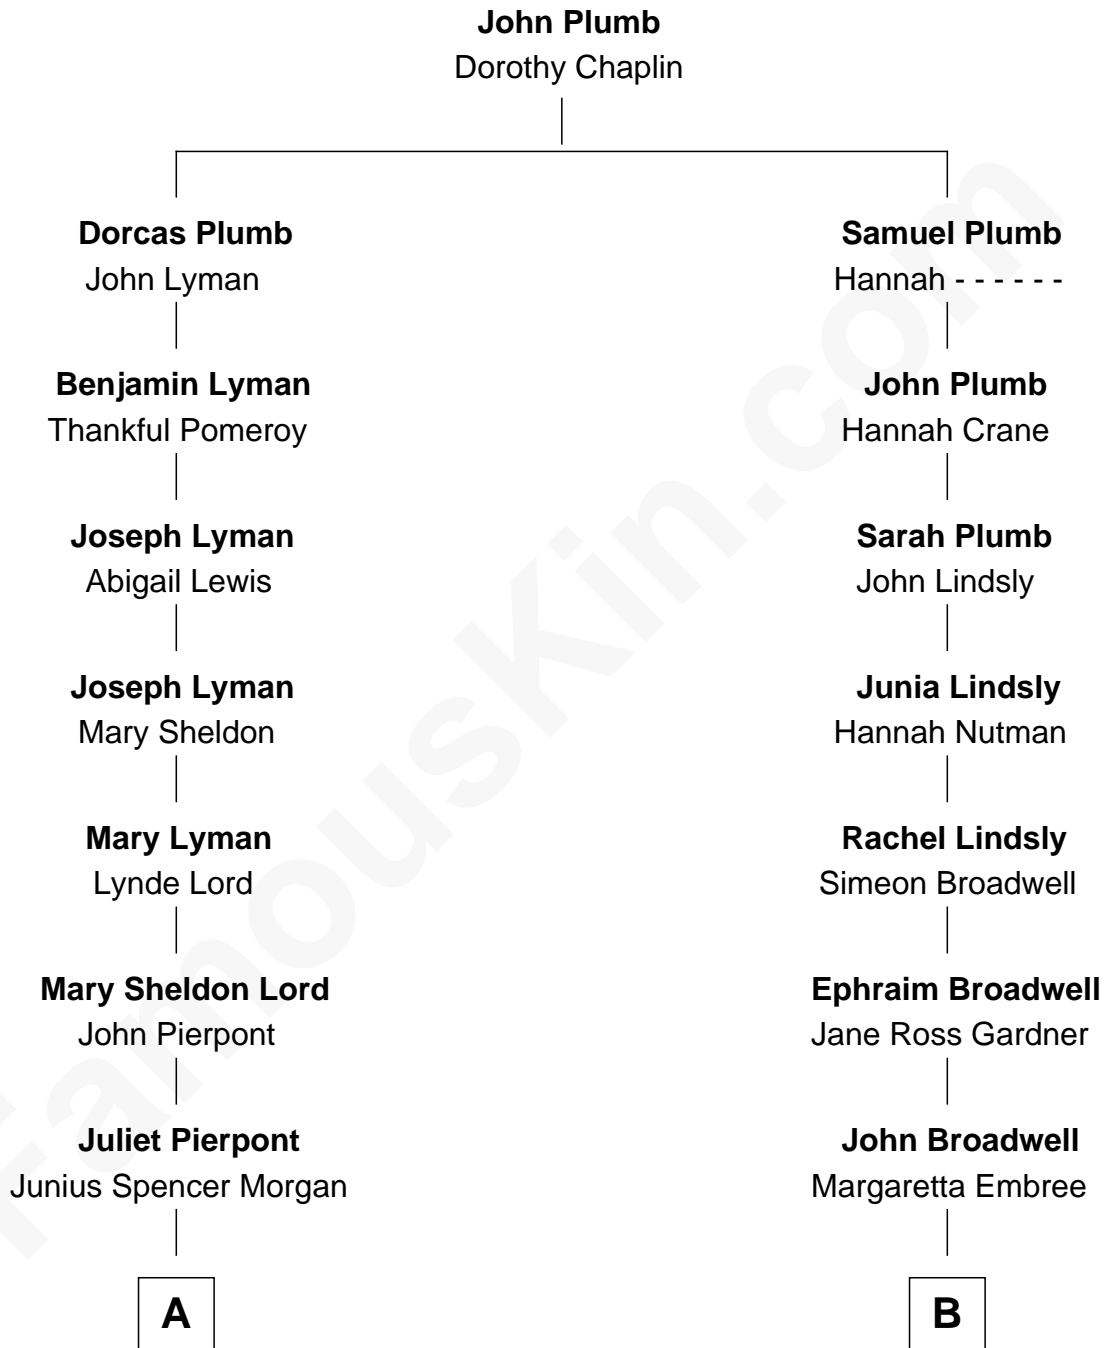 John Plumb
Dorothy Chaplin
Dorcas Plumb
John Lyman
Samuel Plumb
Hannah - - - - - -
Benjamin Lyman
Thankful Pomeroy
John Plumb
Hannah Crane
Joseph Lyman
Abigail Lewis
Sarah Plumb
John Lindsly
Joseph Lyman
Mary Sheldon
Junia Lindsly
Hannah Nutman
Mary Lyman
Lynde Lord
Rachel Lindsly
Simeon Broadwell
Mary Sheldon Lord
John Pierpont
Ephraim Broadwell
Jane Ross Gardner
Juliet Pierpont
Junius Spencer Morgan
John Broadwell
Margaretta Embree
A
B
FamousKin.com